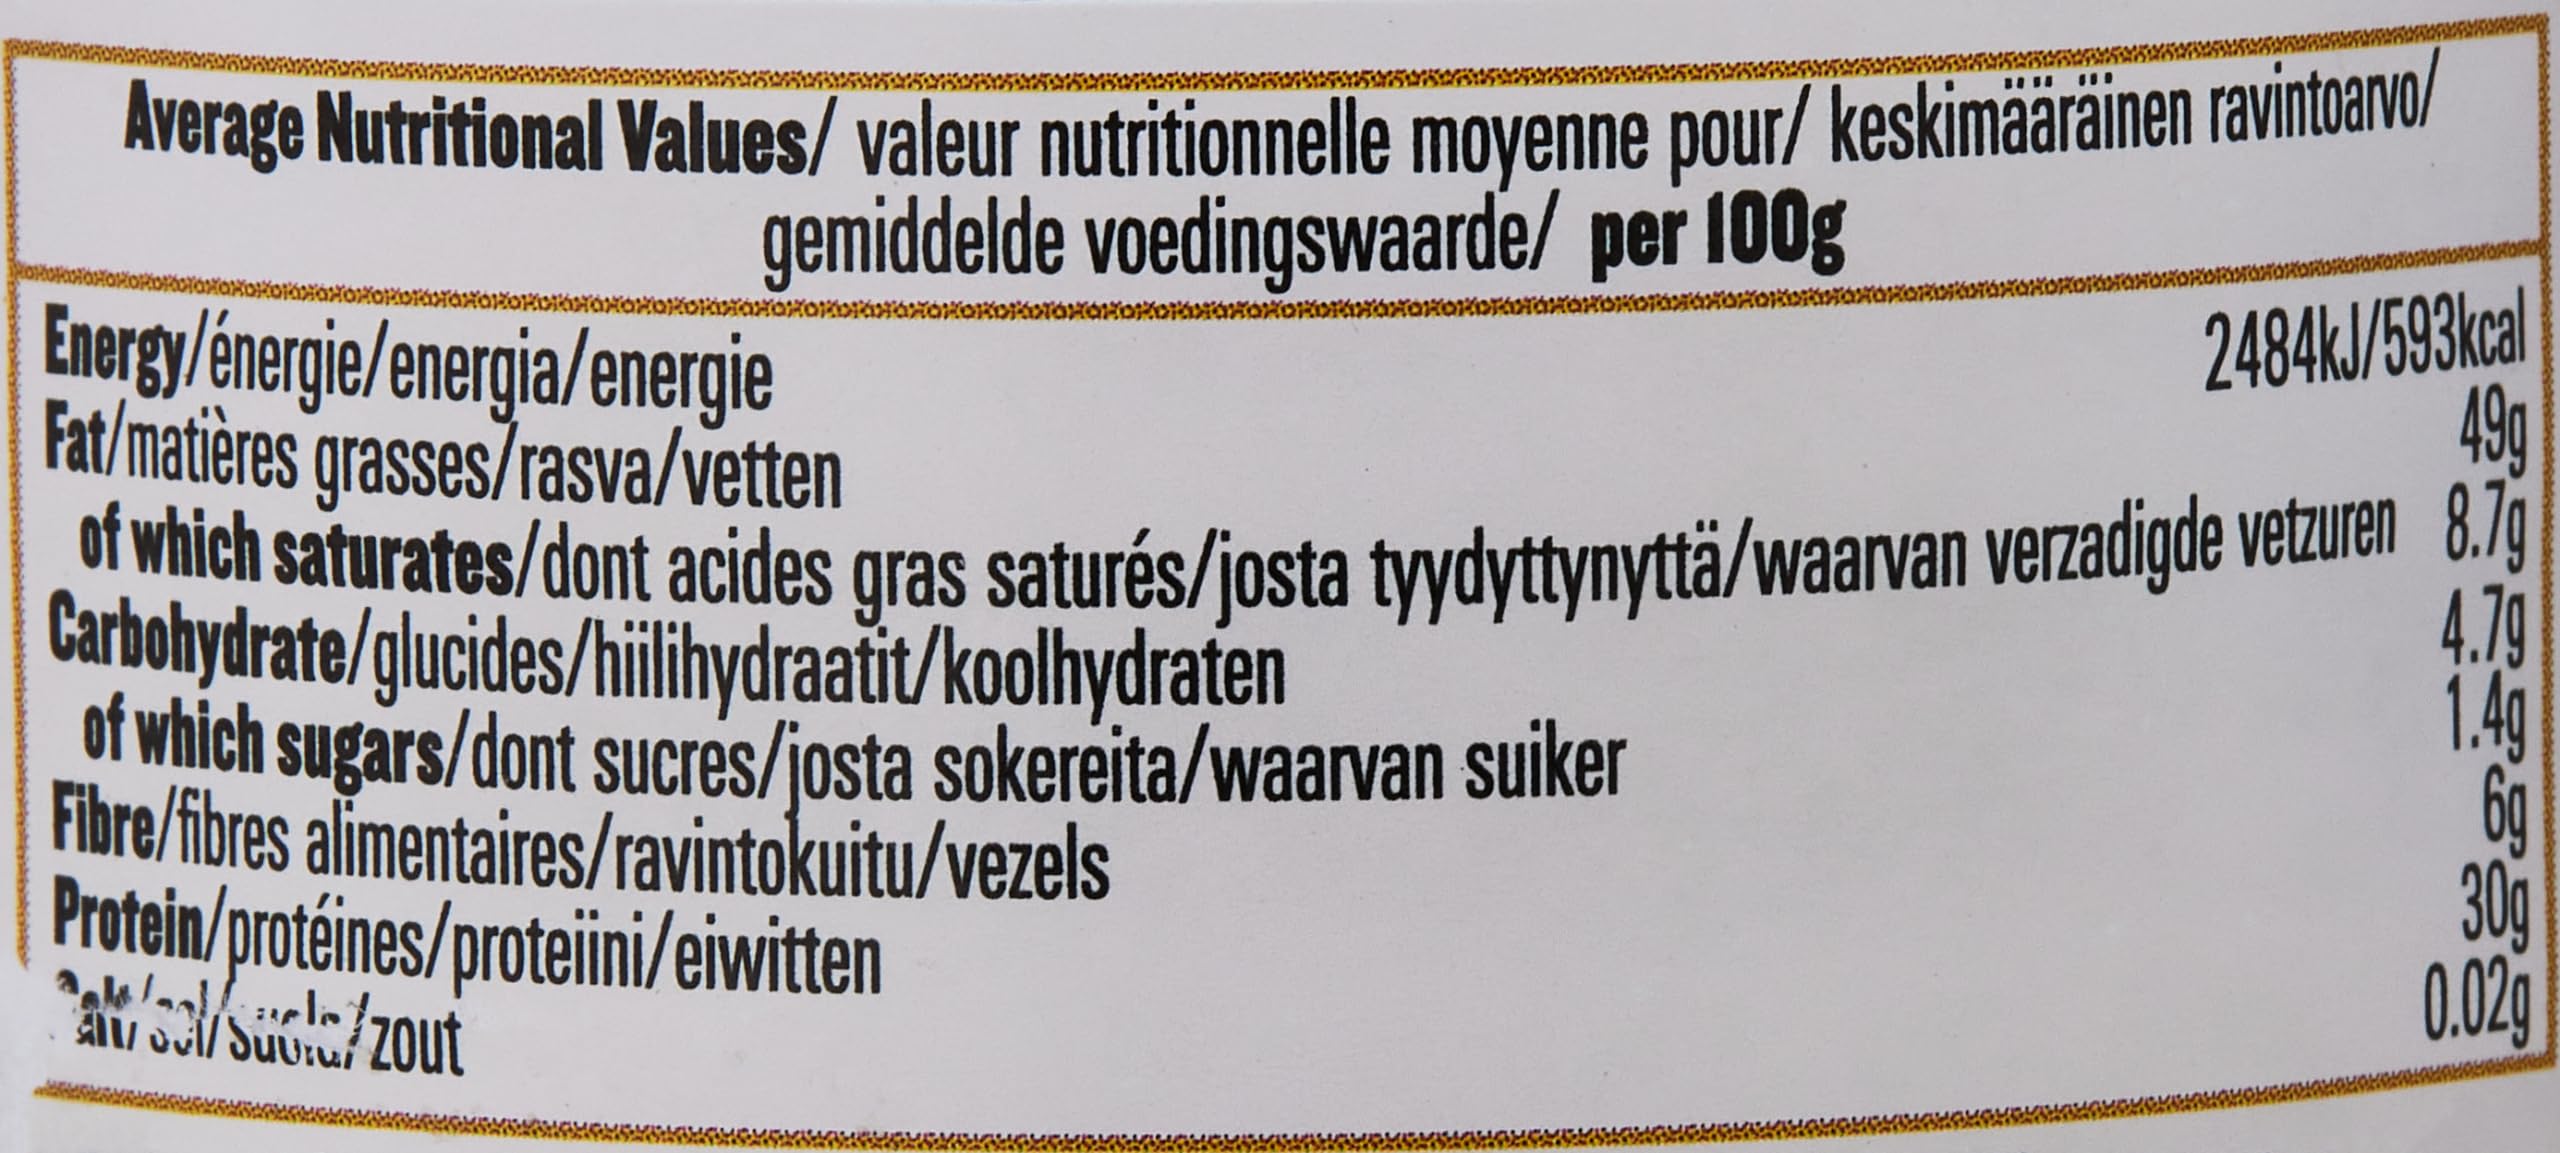 Average Nutritional Values/ valeur nutritionnelle moyenne pour/ keskimääräinen ravintoarvo/
gemiddelde voedingswaarde/ per 100g
Energy/énergie/energia/energie 2484kJ/593kcal
Fat/matières grasses/rasva/vetten 49g
of which saturates/dont acides gras saturés/josta tyydyttynyttä/waarvan verzadigde vetzuren 8.7g
Carbohydrate/glucides/hiilihydraatit/koolhydraten 4.7g
of which sugars/dont sucres/josta sokereita/waarvan suiker 1.4g
Fibre/fibres alimentaires/ravintokuitu/vezels 6g
Protein/protéines/proteiini/eiwitten 30g
Salt/sel/suola/zout 0.02g